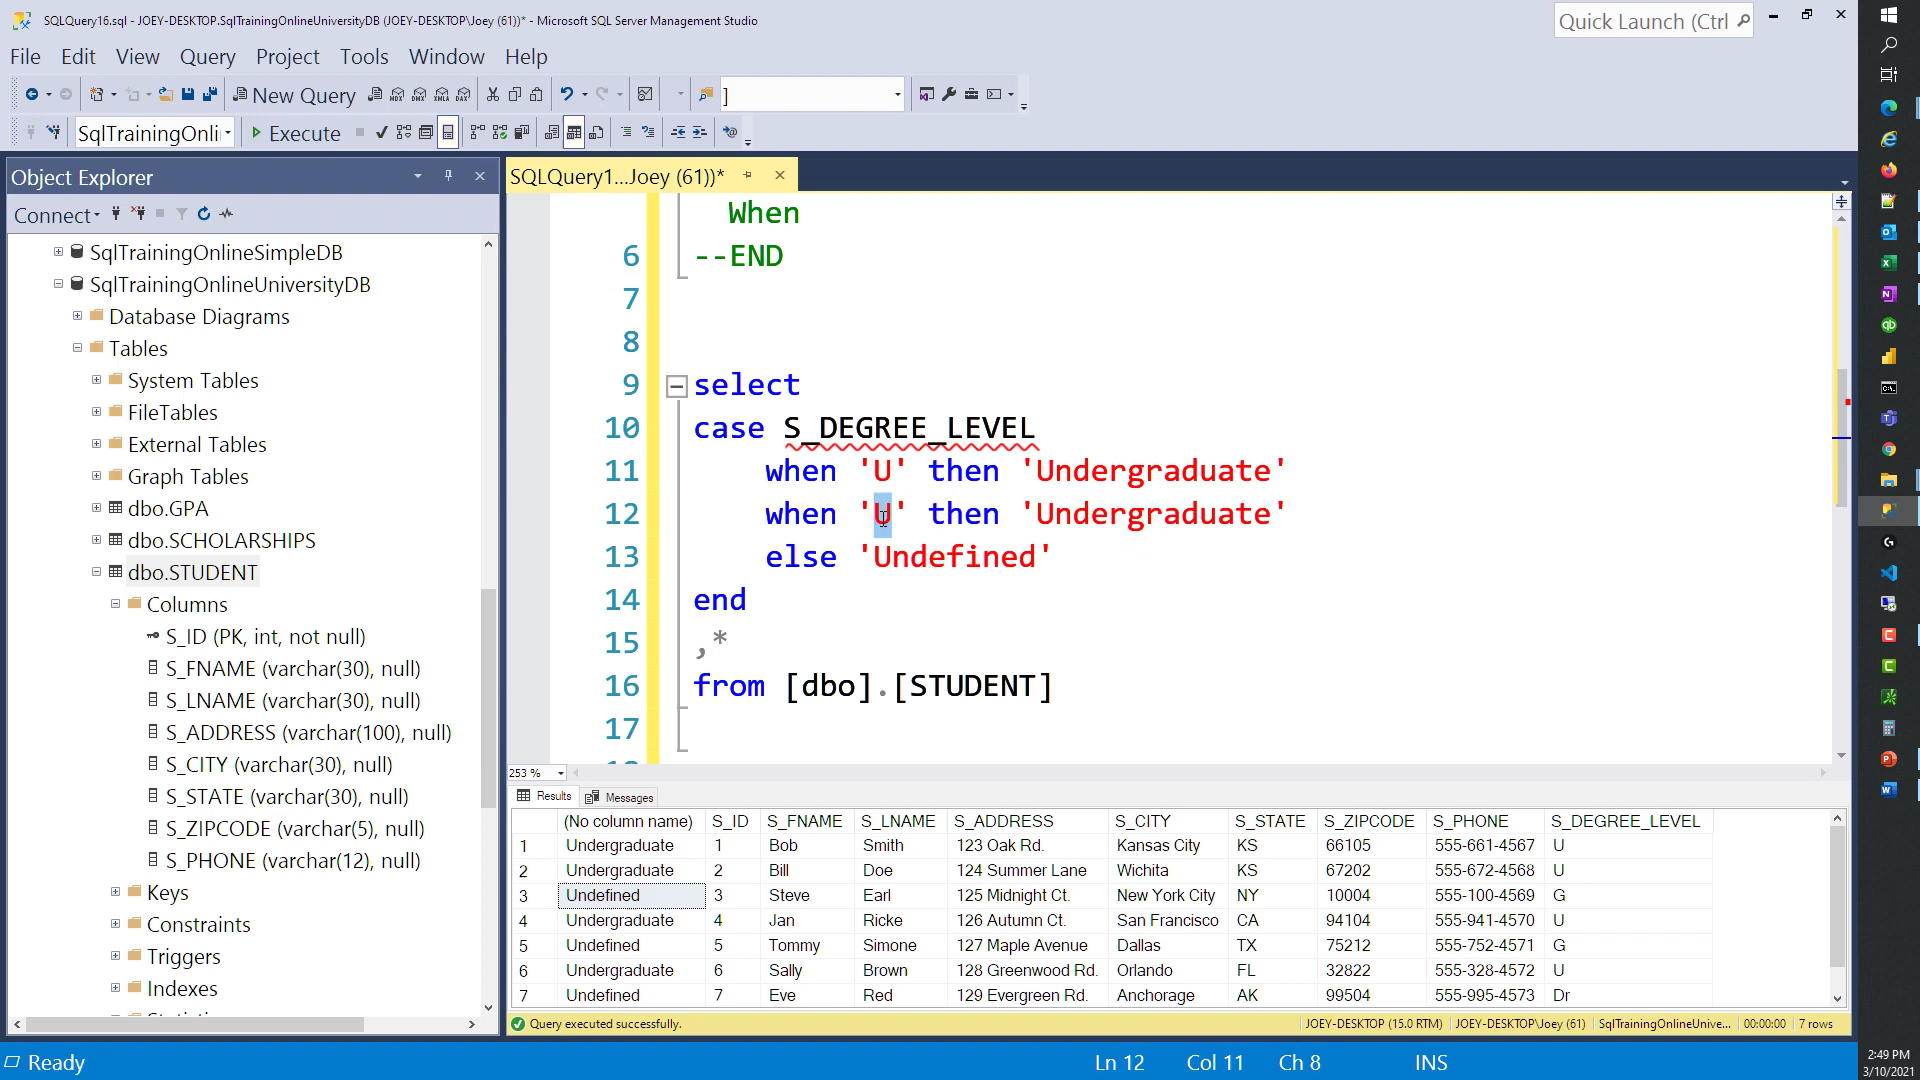 SQLQuery16.sql - JOEY-DESKTOP.SqlTrainingOnlineUniversityDB (JOEY-DESKTOP\Joey (61))* - Microsoft SQL Server Management Studio
Quick Launch (Ctrl
File Edit View Query Project Tools Window Help
New Query
]
SqlTrainingOnli
Execute
Object Explorer
SQLQuery1...Joey (61))*
Connect
SqlTrainingOnlineSimpleDB
SqlTrainingOnlineUniversityDB
Database Diagrams
Tables
System Tables
FileTables
External Tables
Graph Tables
dbo.GPA
dbo.SCHOLARSHIPS
dbo.STUDENT
Columns
S_ID (PK, int, not null)
S_FNAME (varchar(30), null)
S_LNAME (varchar(30), null)
S_ADDRESS (varchar(100), null)
S_CITY (varchar(30), null)
S_STATE (varchar(30), null)
S_ZIPCODE (varchar(5), null)
S_PHONE (varchar(12), null)
Keys
Constraints
Triggers
Indexes
When
6 --END
7
8
9 select
10 case S_DEGREE_LEVEL
11 when 'U' then 'Undergraduate'
12 when 'U' then 'Undergraduate'
13 else 'Undefined'
14 end
15 ,*
16 from [dbo].[STUDENT]
17
253 %
Results Messages
(No column name) S_ID S_FNAME S_LNAME S_ADDRESS S_CITY S_STATE S_ZIPCODE S_PHONE S_DEGREE_LEVEL
1 Undergraduate 1 Bob Smith 123 Oak Rd. Kansas City KS 66105 555-661-4567 U
2 Undergraduate 2 Bill Doe 124 Summer Lane Wichita KS 67202 555-672-4568 U
3 Undefined 3 Steve Earl 125 Midnight Ct. New York City NY 10004 555-100-4569 G
4 Undergraduate 4 Jan Ricke 126 Autumn Ct. San Francisco CA 94104 555-941-4570 U
5 Undefined 5 Tommy Simone 127 Maple Avenue Dallas TX 75212 555-752-4571 G
6 Undergraduate 6 Sally Brown 128 Greenwood Rd. Orlando FL 32822 555-328-4572 U
7 Undefined 7 Eve Red 129 Evergreen Rd. Anchorage AK 99504 555-995-4573 Dr
Query executed successfully. JOEY-DESKTOP (15.0 RTM) JOEY-DESKTOP\Joey (61) SqlTrainingOnlineUnive... 00:00:00 7 rows
Ready Ln 12 Col 11 Ch 8 INS
2:49 PM
3/10/2021